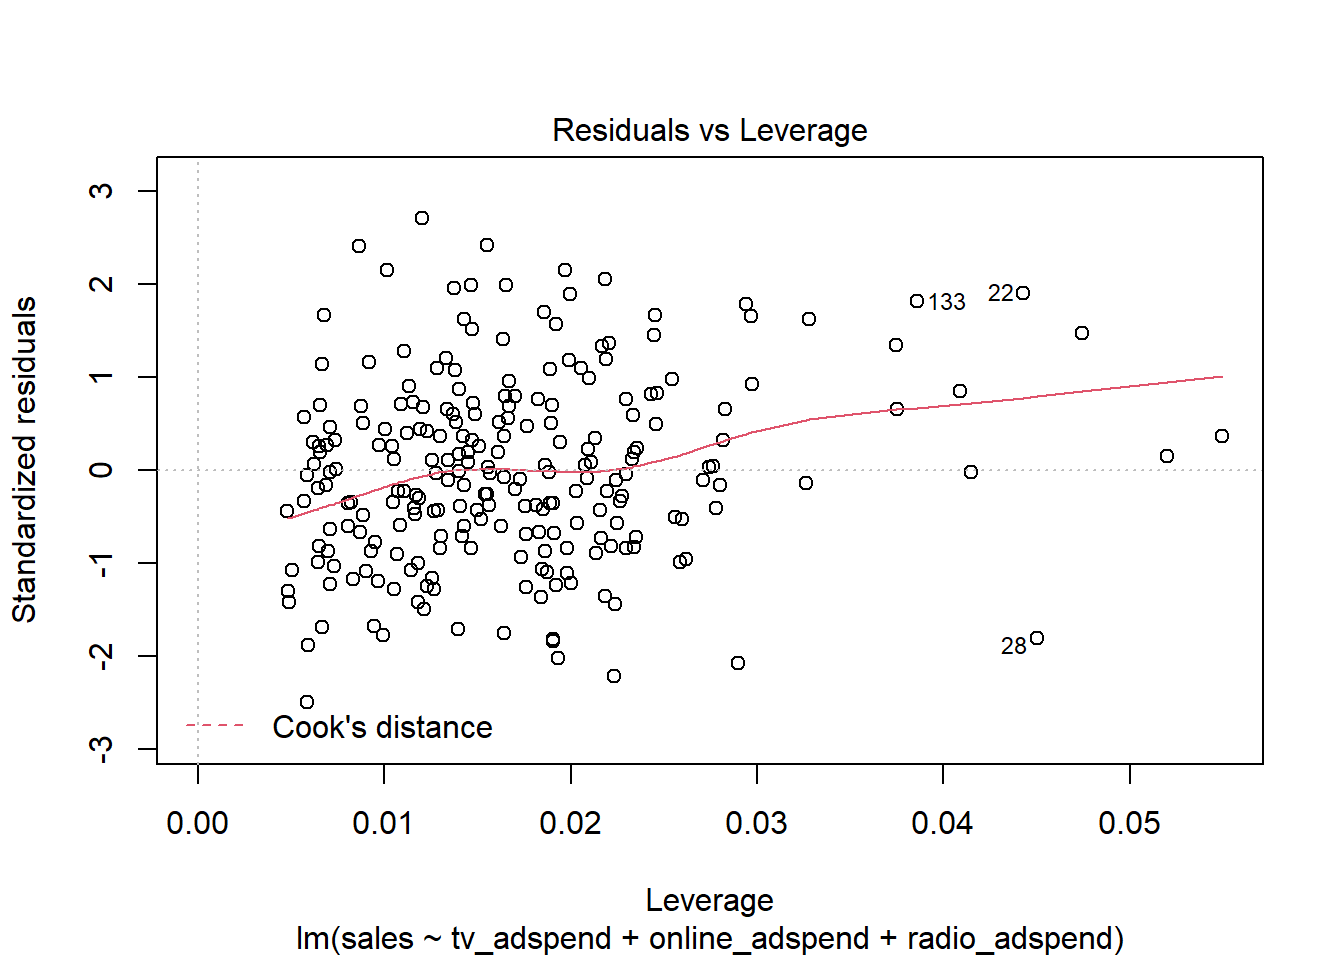 Residuals vs Leverage
Standardized residuals
3
2
1
0
-1
-2
-3
133
22
28
Cook's distance
0.00 0.01 0.02 0.03 0.04 0.05
Leverage
lm(sales ~ tv_adspend + online_adspend + radio_adspend)